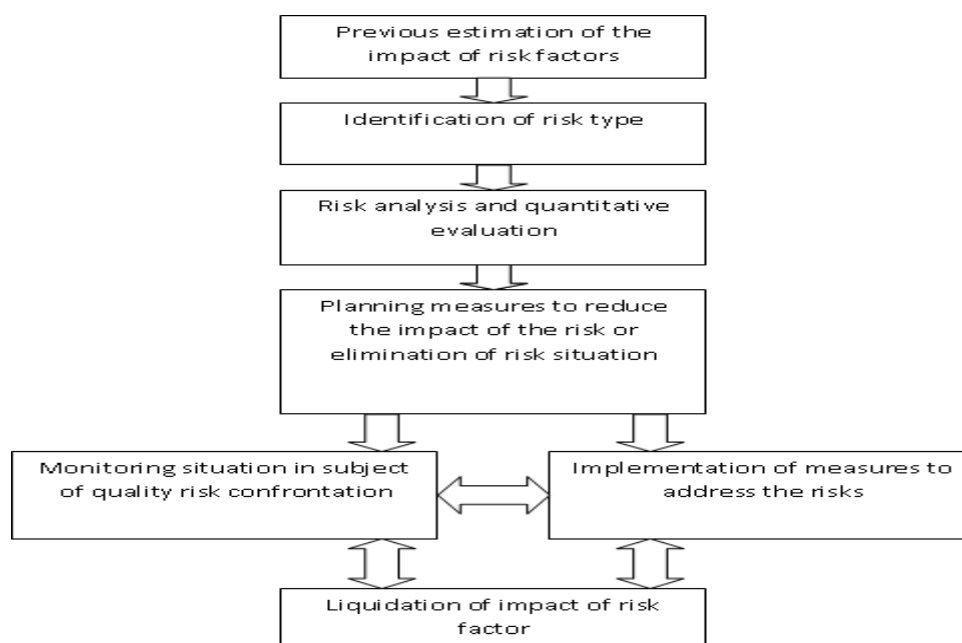 Previous estimation of the
impact of risk factors
Identification of risk type
Risk analysis and quantitative
evaluation
Planning measures to reduce
the impact of the risk or
elimination of risk situation
Monitoring situation in subject
of quality risk confrontation
Implementation of measures to
address the risks
Liquidation of impact of risk
factor